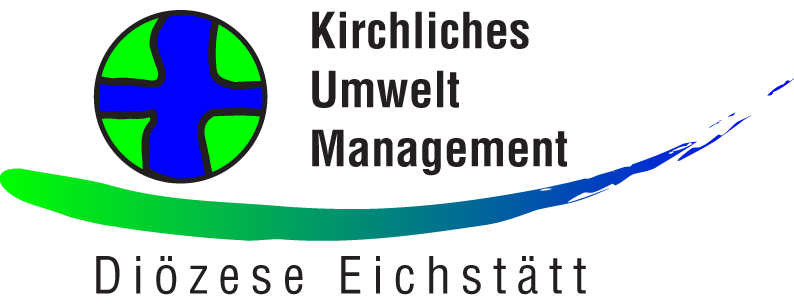 Kirchliches
Umwelt
Management
Diözese Eichstätt